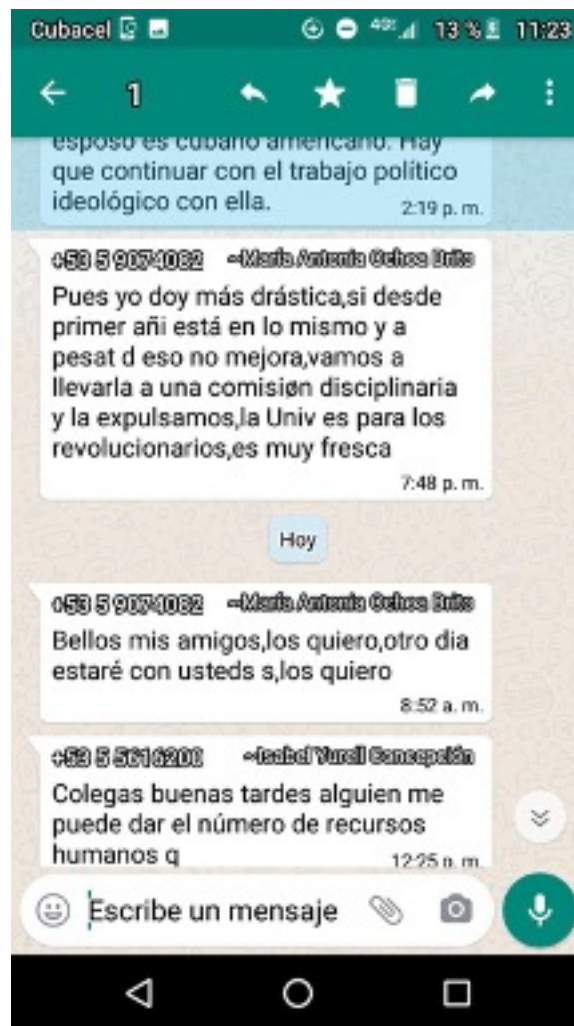 Cubacel 13 % 11:23
1
esposo es cubano americano. Hay
que continuar con el trabajo político
ideológico con ella.
2:19 p. m.
+53 5 9074082 ~María Antonia Ochoa Brito
Pues yo doy más drástica,si desde
primer añi está en lo mismo y a
pesat d eso no mejora,vamos a
llevarla a una comisiøn disciplinaria
y la expulsamos,la Univ es para los
revolucionarios,es muy fresca
7:48 p. m.
Hoy
+53 5 9074082 ~María Antonia Ochoa Brito
Bellos mis amigos,los quiero,otro dia
estaré con usteds s,los quiero
8:52 a. m.
+53 5 5616200 ~Isabel Yurell Concepción
Colegas buenas tardes alguien me
puede dar el número de recursos
humanos q
12:25 p. m.
Escribe un mensaje